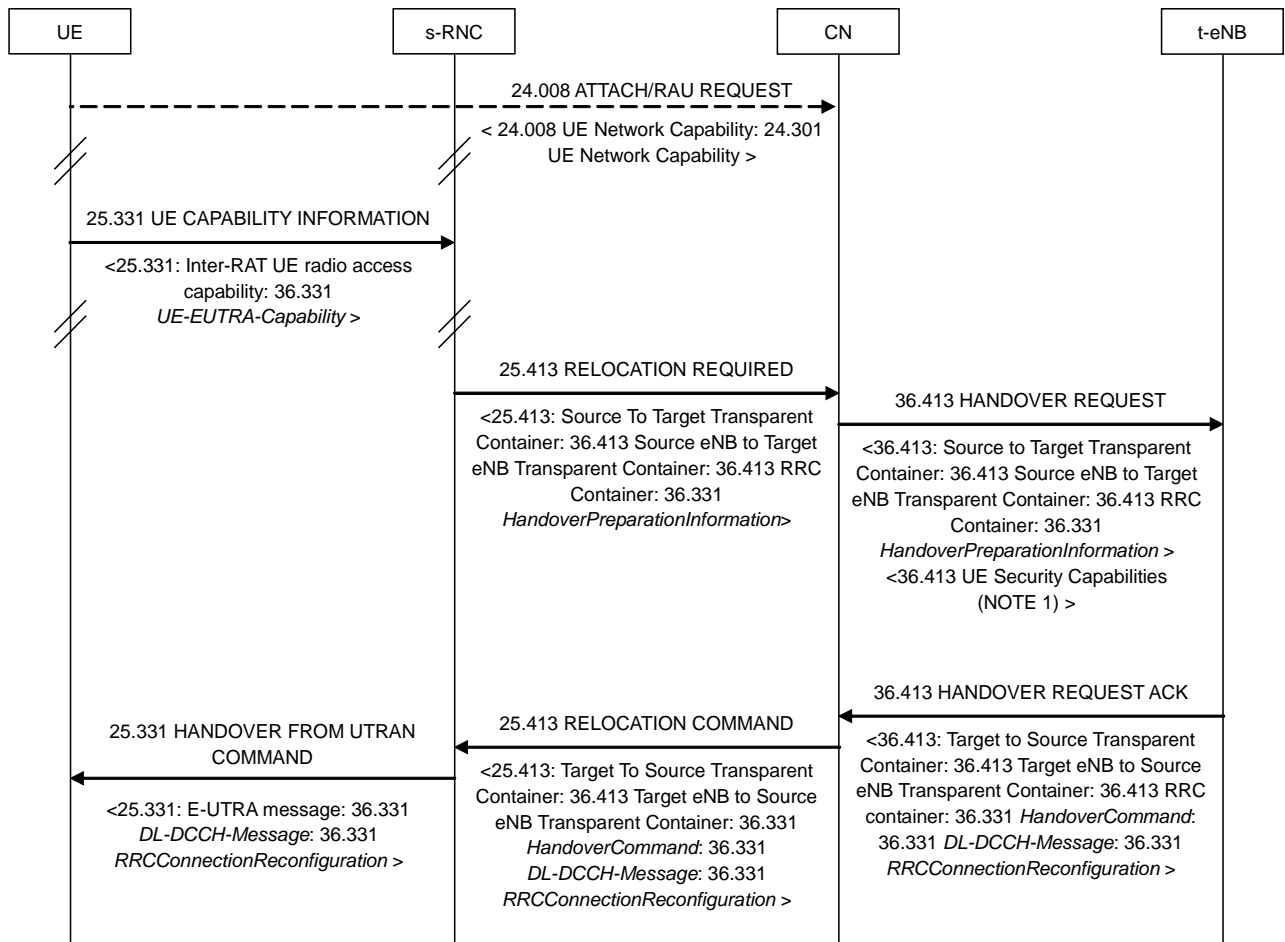 UE
s-RNC
CN
t-eNB
24.008 ATTACH/RAU REQUEST
< 24.008 UE Network Capability: 24.301
UE Network Capability >
25.331 UE CAPABILITY INFORMATION
<25.331: Inter-RAT UE radio access
capability: 36.331
UE-EUTRA-Capability >
25.413 RELOCATION REQUIRED
<25.413: Source To Target Transparent
Container: 36.413 Source eNB to Target
eNB Transparent Container: 36.413 RRC
Container: 36.331
HandoverPreparationInformation>
36.413 HANDOVER REQUEST
<36.413: Source to Target Transparent
Container: 36.413 Source eNB to Target
eNB Transparent Container: 36.413 RRC
Container: 36.331
HandoverPreparationInformation >
<36.413 UE Security Capabilities
(NOTE 1) >
36.413 HANDOVER REQUEST ACK
<36.413: Target to Source Transparent
Container: 36.413 Target eNB to Source
eNB Transparent Container: 36.413 RRC
container: 36.331 HandoverCommand:
36.331 DL-DCCH-Message: 36.331
RRCConnectionReconfiguration >
25.413 RELOCATION COMMAND
<25.413: Target To Source Transparent
Container: 36.413 Target eNB to Source
eNB Transparent Container: 36.331
HandoverCommand: 36.331
DL-DCCH-Message: 36.331
RRCConnectionReconfiguration >
25.331 HANDOVER FROM UTRAN
COMMAND
<25.331: E-UTRA message: 36.331
DL-DCCH-Message: 36.331
RRCConnectionReconfiguration >